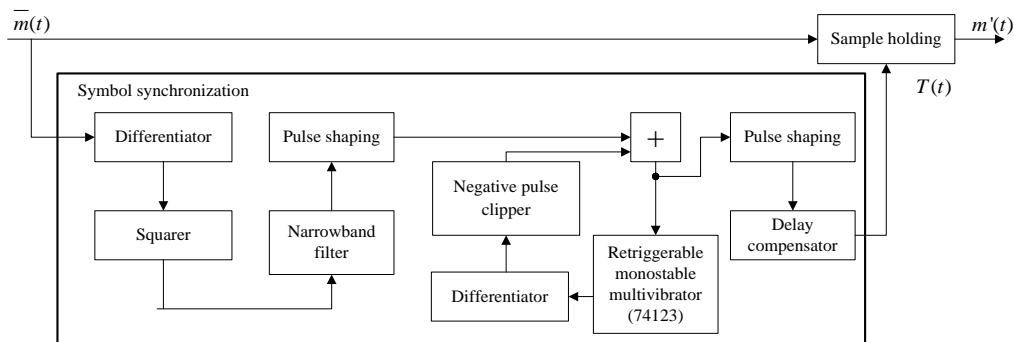 m̅(t)
Sample holding
m'(t)
T(t)
Symbol synchronization
Differentiator
Pulse shaping
+
Pulse shaping
Negative pulse
clipper
Squarer
Narrowband
filter
Delay
compensator
Retriggerable
monostable
multivibrator
(74123)
Differentiator